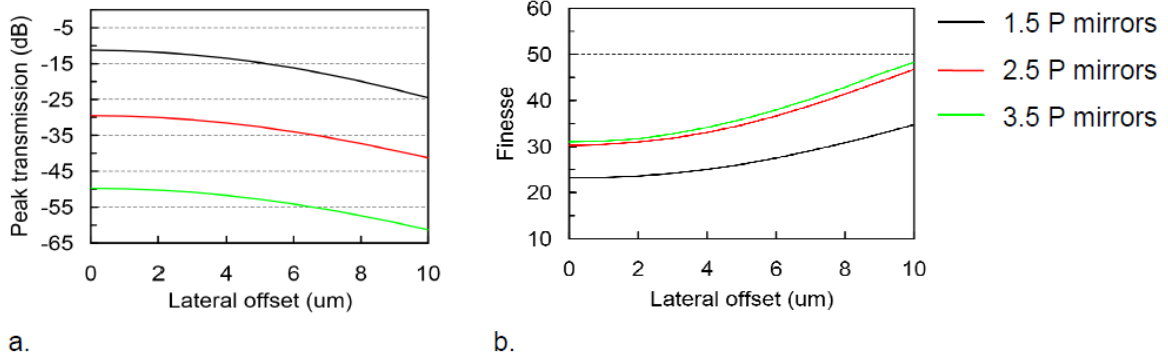 Peak transmission (dB)
-5
-15
-25
-35
-45
-55
-65
0 2 4 6 8 10
Lateral offset (um)
a.
Finesse
60
50
40
30
20
10
0 2 4 6 8 10
Lateral offset (um)
b.
1.5 P mirrors
2.5 P mirrors
3.5 P mirrors